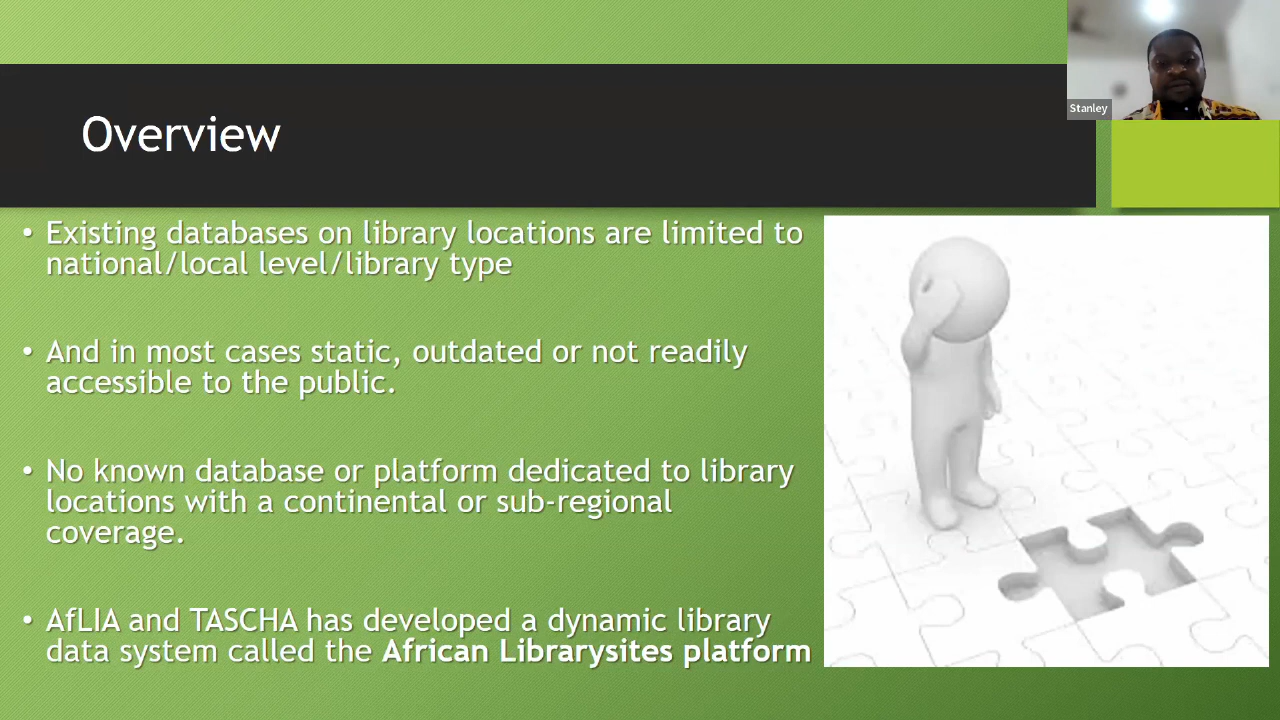 Stanley
Overview
• Existing databases on library locations are limited to
national/local level/library type
• And in most cases static, outdated or not readily
accessible to the public.
• No known database or platform dedicated to library
locations with a continental or sub-regional
coverage.
• AfLIA and TASCHA has developed a dynamic library
data system called the African Librarysites platform